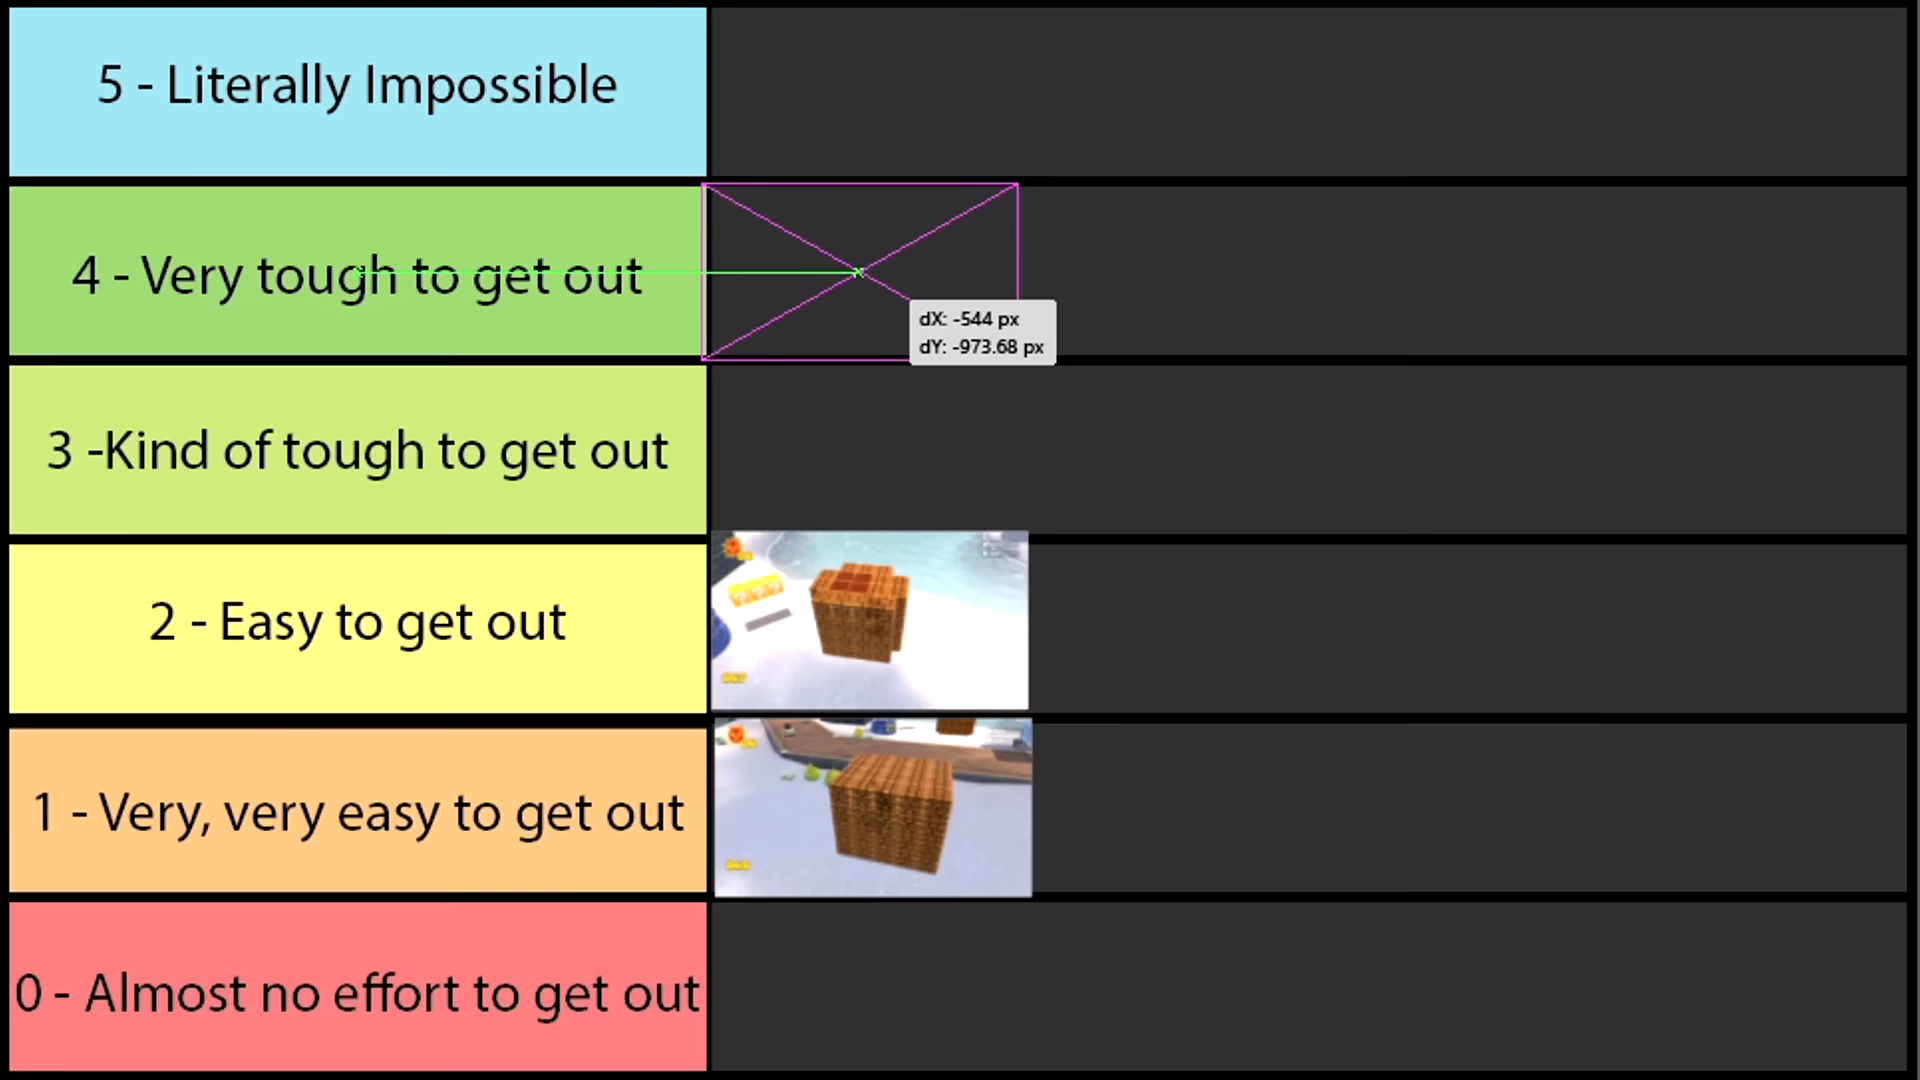 5 - Literally Impossible
4 - Very tough to get out
dX: -544 px
dY: -973.68 px
3 -Kind of tough to get out
2 - Easy to get out
1 - Very, very easy to get out
0 - Almost no effort to get out